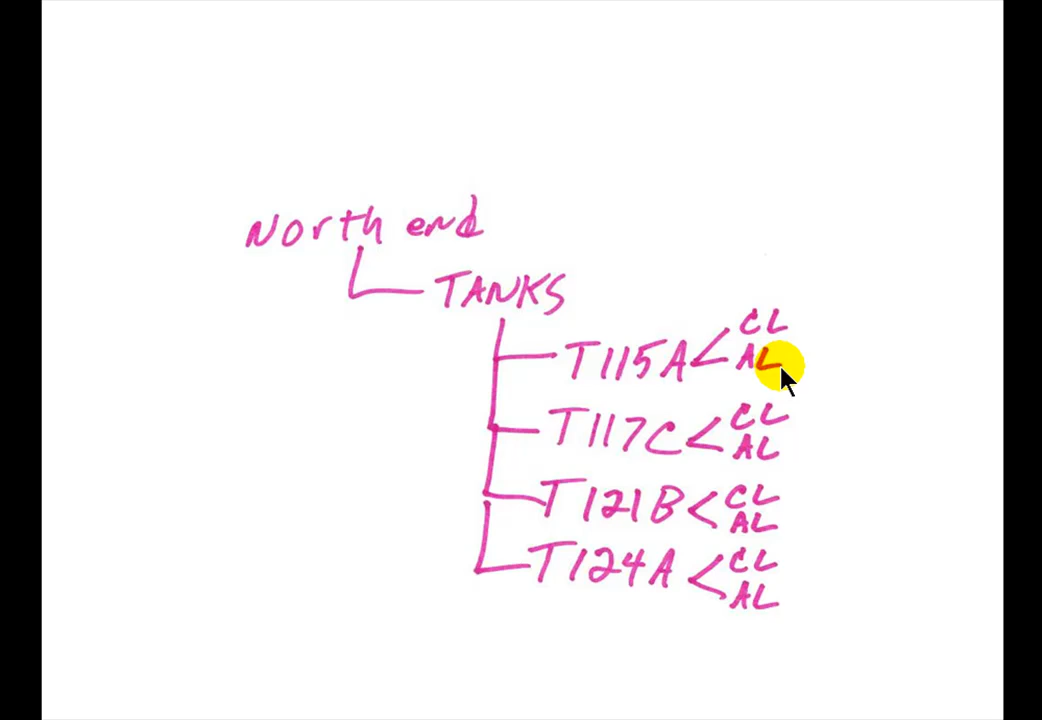 North end
TANKS
T115A < CL
AL
T117C < CL
AL
T121B < CL
AL
T124A < CL
AL